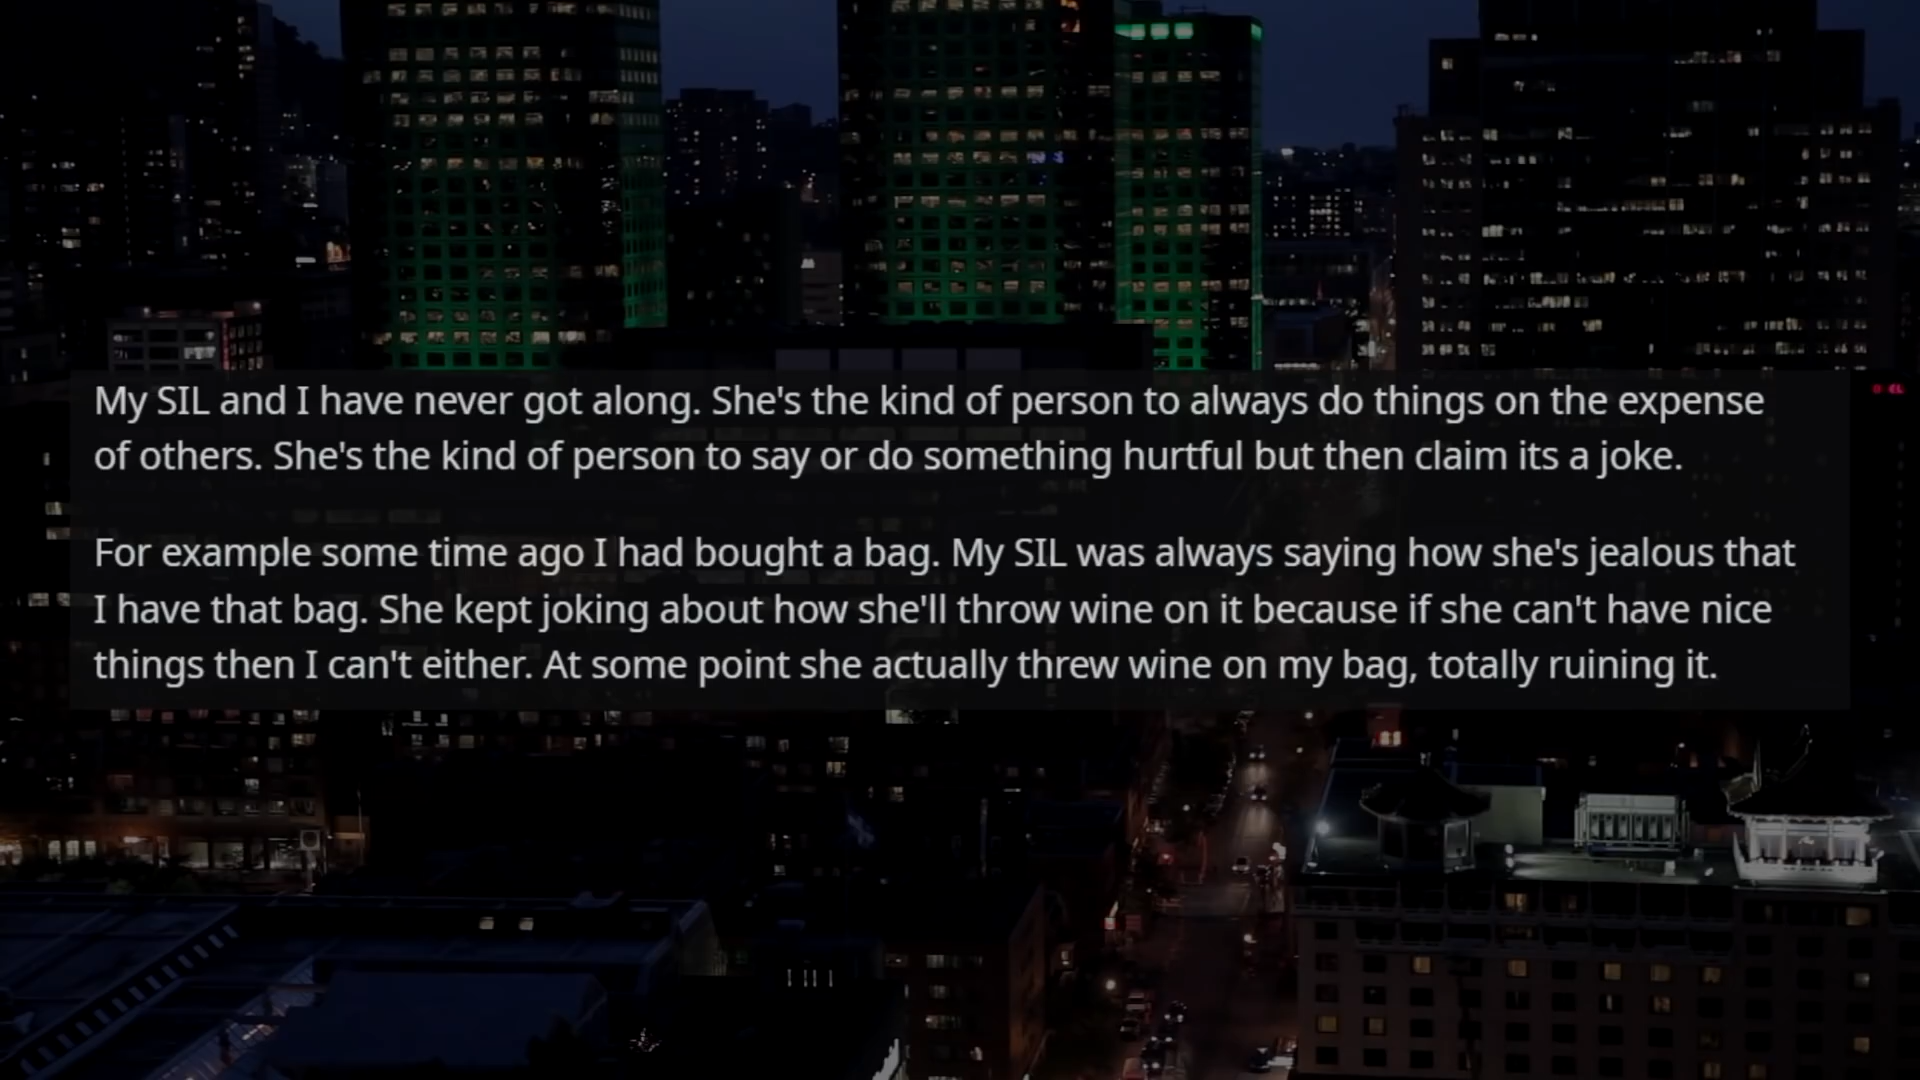 My SIL and I have never got along. She's the kind of person to always do things on the expense
of others. She's the kind of person to say or do something hurtful but then claim its a joke.
For example some time ago I had bought a bag. My SIL was always saying how she's jealous that
I have that bag. She kept joking about how she'll throw wine on it because if she can't have nice
things then I can't either. At some point she actually threw wine on my bag, totally ruining it.